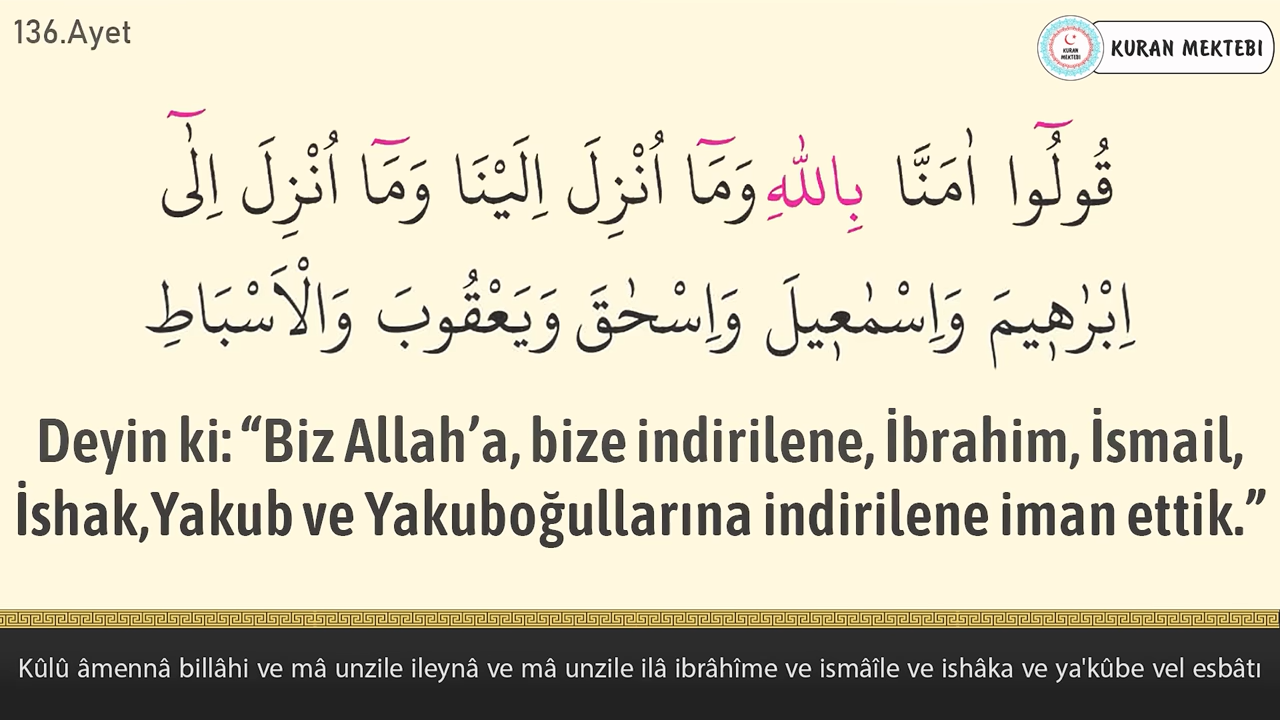 136.Ayet
KURAN MEKTEBI
KURAN
MEKTEBİ
قُولُٓوا اٰمَنَّا بِاللّٰهِ وَمَٓا اُنْزِلَ اِلَيْنَا وَمَٓا اُنْزِلَ اِلٰٓى
اِبْرٰه۪يمَ وَاِسْمٰع۪يلَ وَاِسْحٰقَ وَيَعْقُوبَ وَالْاَسْبَاطِ
Deyin ki: “Biz Allah’a, bize indirilene, İbrahim, İsmail,
İshak,Yakub ve Yakuboğullarına indirilene iman ettik.”
Kûlû âmennâ billâhi ve mâ unzile ileynâ ve mâ unzile ilâ ibrâhîme ve ismâîle ve ishâka ve ya'kûbe vel esbâtı